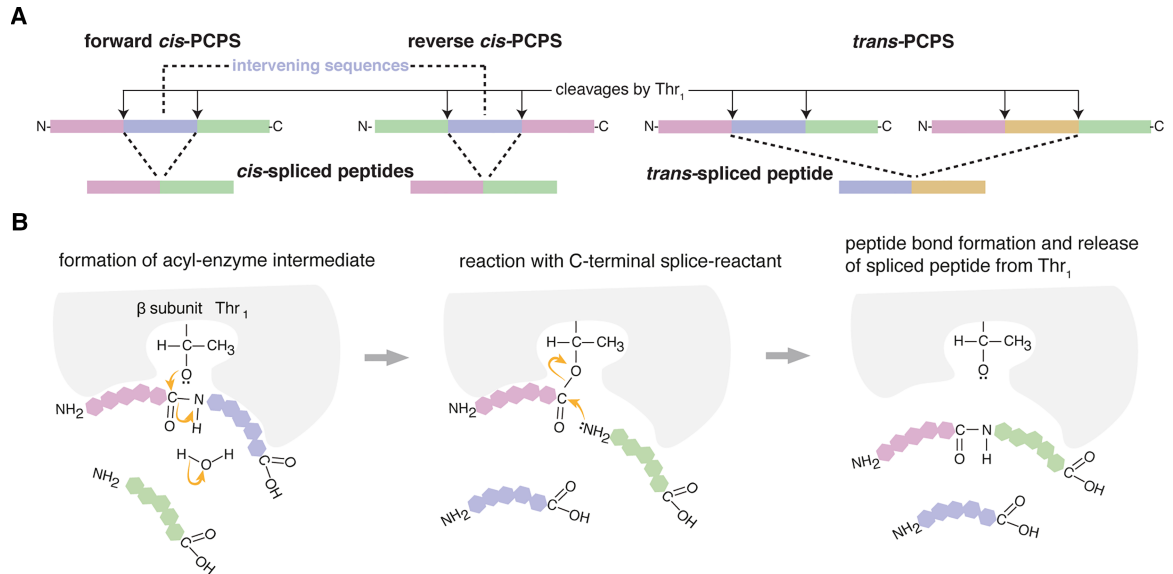 A
forward cis-PCPS
reverse cis-PCPS
trans-PCPS
intervening sequences
cleavages by Thr1
N- -C
N- -C
N- -C
N- -C
cis-spliced peptides
trans-spliced peptide
B
formation of acyl-enzyme intermediate
reaction with C-terminal splice-reactant
peptide bond formation and release
of spliced peptide from Thr1
β subunit Thr1
H C CH3
O
NH2 C N
O H
H O H
C O
OH
NH2
C O
OH
H C CH3
O
NH2 C
O
NH2
C O
OH
NH2 C O
OH
H C CH3
O
NH2 C N
O H
C O
OH
NH2 C O
OH